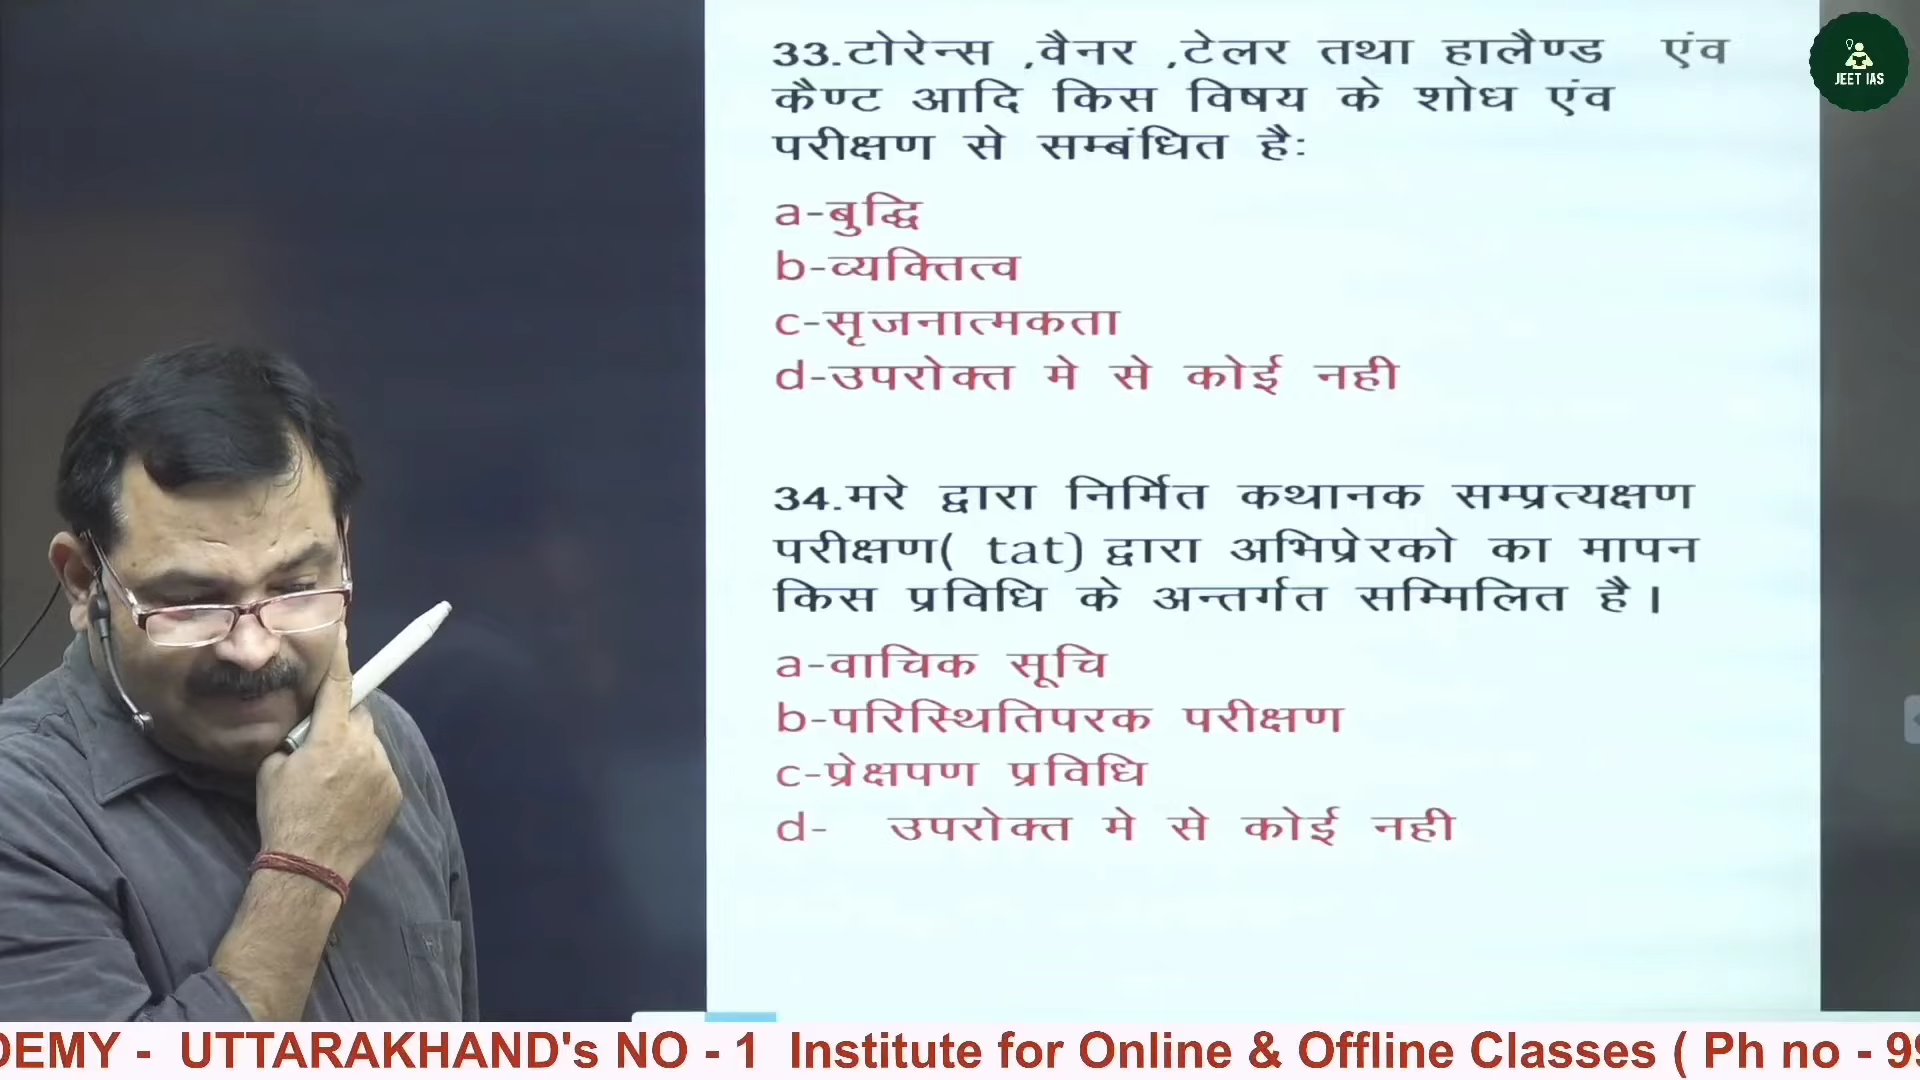 33.टोरेन्स ,वैनर ,टेलर तथा हालैण्ड एंव
कैण्ट आदि किस विषय के शोध एंव
परीक्षण से सम्बंधित हैः
a-बुद्धि
b-व्यक्तित्व
c-सृजनात्मकता
d-उपरोक्त मे से कोई नही
34.मरे द्वारा निर्मित कथानक सम्प्रत्यक्षण
परीक्षण( tat) द्वारा अभिप्रेरको का मापन
किस प्रविधि के अन्तर्गत सम्मिलित है।
a-वाचिक सूचि
b-परिस्थितिपरक परीक्षण
c-प्रेक्षपण प्रविधि
d- उपरोक्त मे से कोई नही
JEET IAS
DEMY - UTTARAKHAND's NO - 1 Institute for Online & Offline Classes ( Ph no - 99